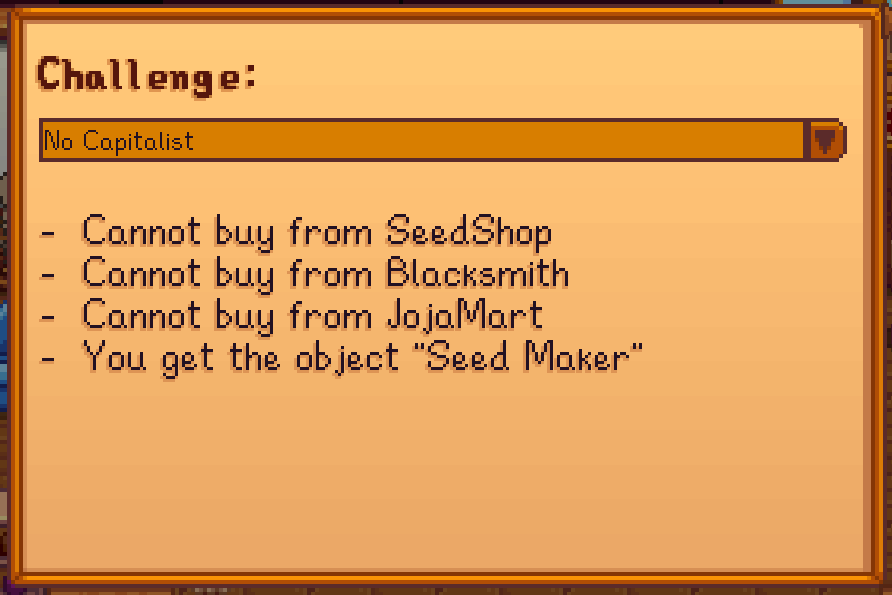 Challenge:
No Capitalist
- Cannot buy from SeedShop
- Cannot buy from Blacksmith
- Cannot buy from JojaMart
- You get the object "Seed Maker"